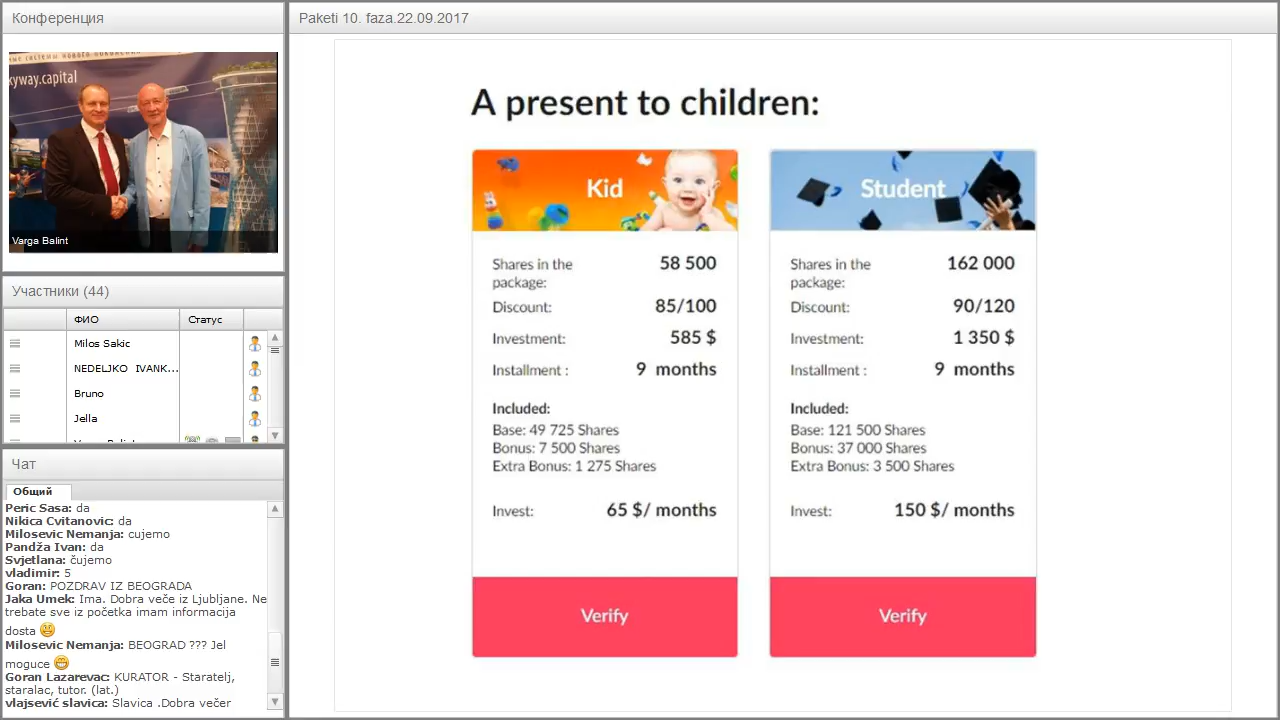 Конференция
kyway.capital
Varga Balint
Участники (44)
ФИО
Статус
Milos Sakic
NEDELJKO IVANK...
Bruno
Jella
Чат
Общий
Peric Sasa: da
Nikica Cvitanovic: da
Milosevic Nemanja: cujemo
Pandža Ivan: da
Svjetlana: čujemo
vladimir: 5
Goran: POZDRAV IZ BEOGRADA
Jaka Umek: Ima. Dobra veče iz Ljubljane. Ne
trebate sve iz početka imam informacija
dosta
Milosevic Nemanja: BEOGRAD ??? Jel
moguce
Goran Lazarevac: KURATOR - Staratelj,
staralac, tutor. (lat.)
vlajsević slavica: Slavica .Dobra večer
Paketi 10. faza.22.09.2017
A present to children:
Kid
Shares in the package: 58 500
Discount: 85/100
Investment: 585 $
Installment : 9 months
Included:
Base: 49 725 Shares
Bonus: 7 500 Shares
Extra Bonus: 1 275 Shares
Invest: 65 $/ months
Verify
Student
Shares in the package: 162 000
Discount: 90/120
Investment: 1 350 $
Installment : 9 months
Included:
Base: 121 500 Shares
Bonus: 37 000 Shares
Extra Bonus: 3 500 Shares
Invest: 150 $/ months
Verify